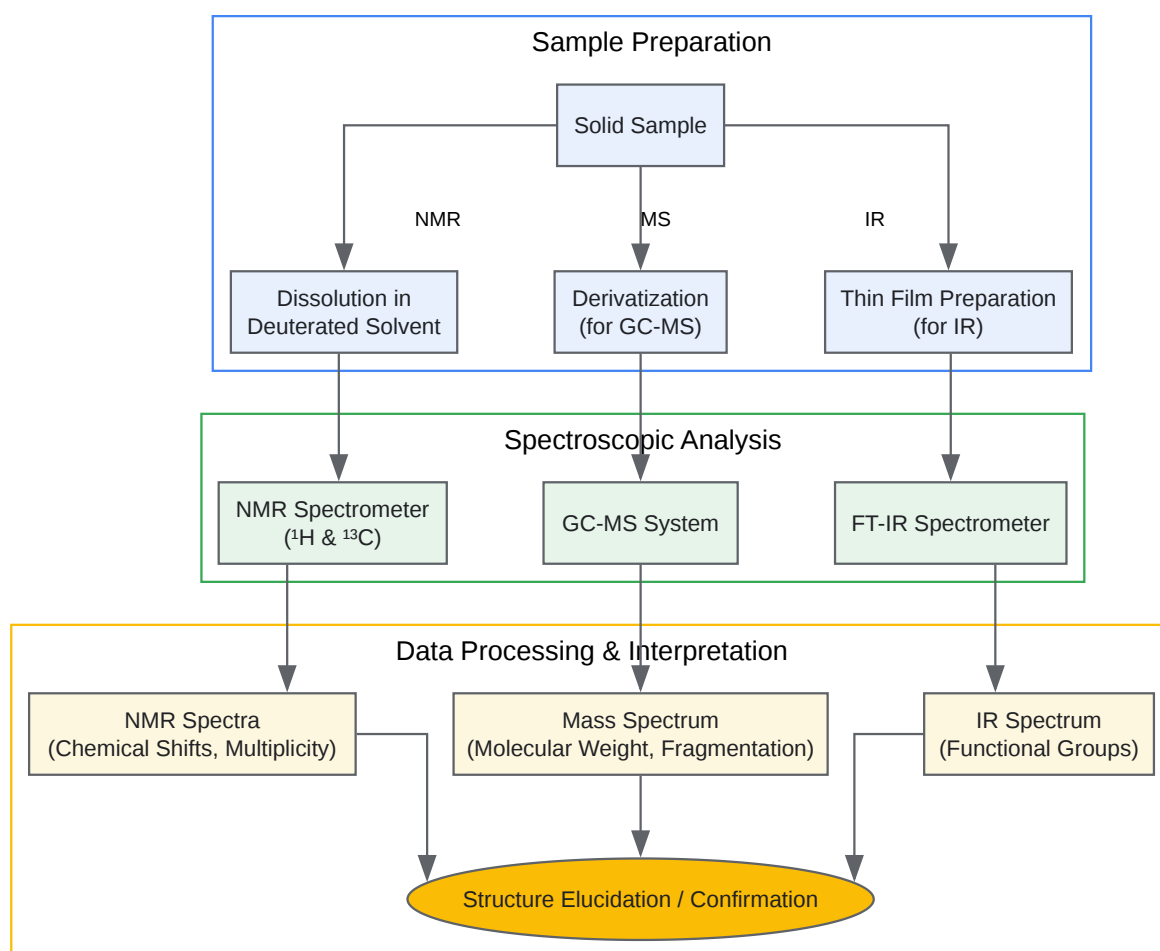 Sample Preparation
Solid Sample
NMR
MS
IR
Dissolution in
Deuterated Solvent
Derivatization
(for GC-MS)
Thin Film Preparation
(for IR)
Spectroscopic Analysis
NMR Spectrometer
(¹H & ¹³C)
GC-MS System
FT-IR Spectrometer
Data Processing & Interpretation
NMR Spectra
(Chemical Shifts, Multiplicity)
Mass Spectrum
(Molecular Weight, Fragmentation)
IR Spectrum
(Functional Groups)
Structure Elucidation / Confirmation